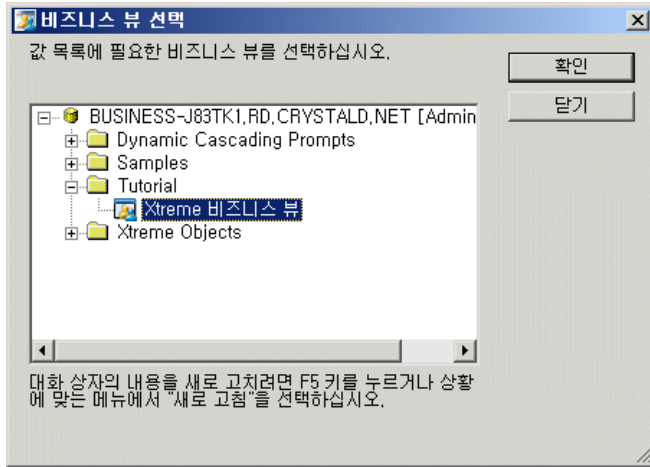 비즈니스 뷰 선택
값 목록에 필요한 비즈니스 뷰를 선택하십시오.
확인
닫기
BUSINESS-J83TK1.RD.CRYSTALD.NET [Admin
Dynamic Cascading Prompts
Samples
Tutorial
Xtreme 비즈니스 뷰
Xtreme Objects
대화 상자의 내용을 새로 고치려면 F5 키를 누르거나 상황
에 맞는 메뉴에서 "새로 고침"을 선택하십시오.